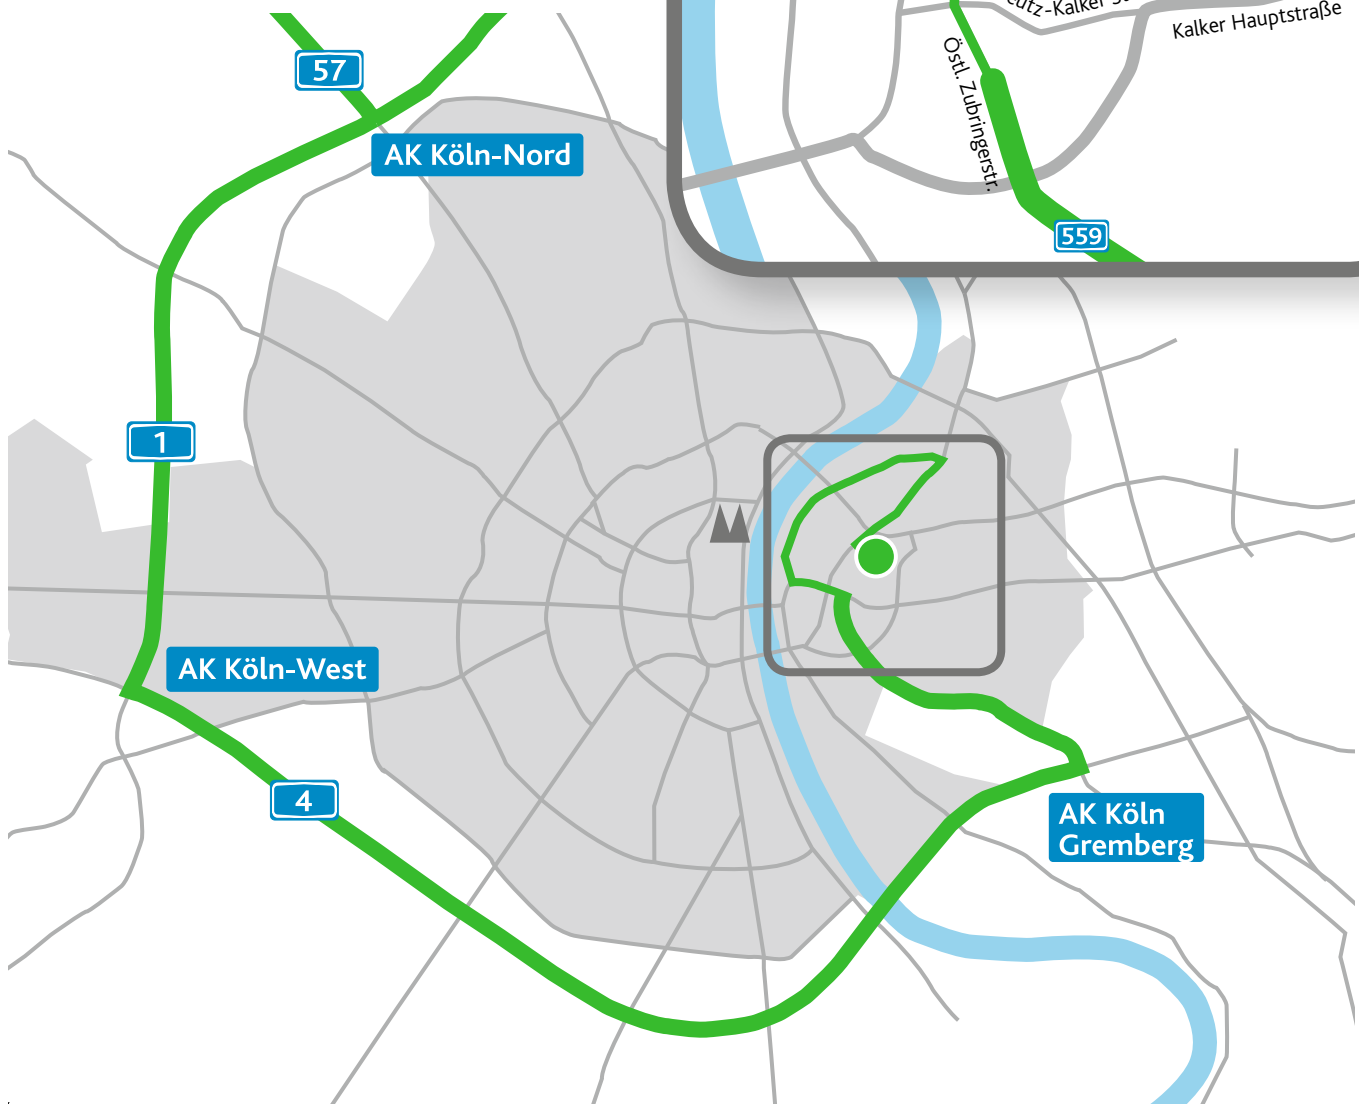 Kalker Hauptstraße
Östl. Zubringerstr.
57
AK Köln-Nord
559
1
AK Köln-West
4
AK Köln
Gremberg